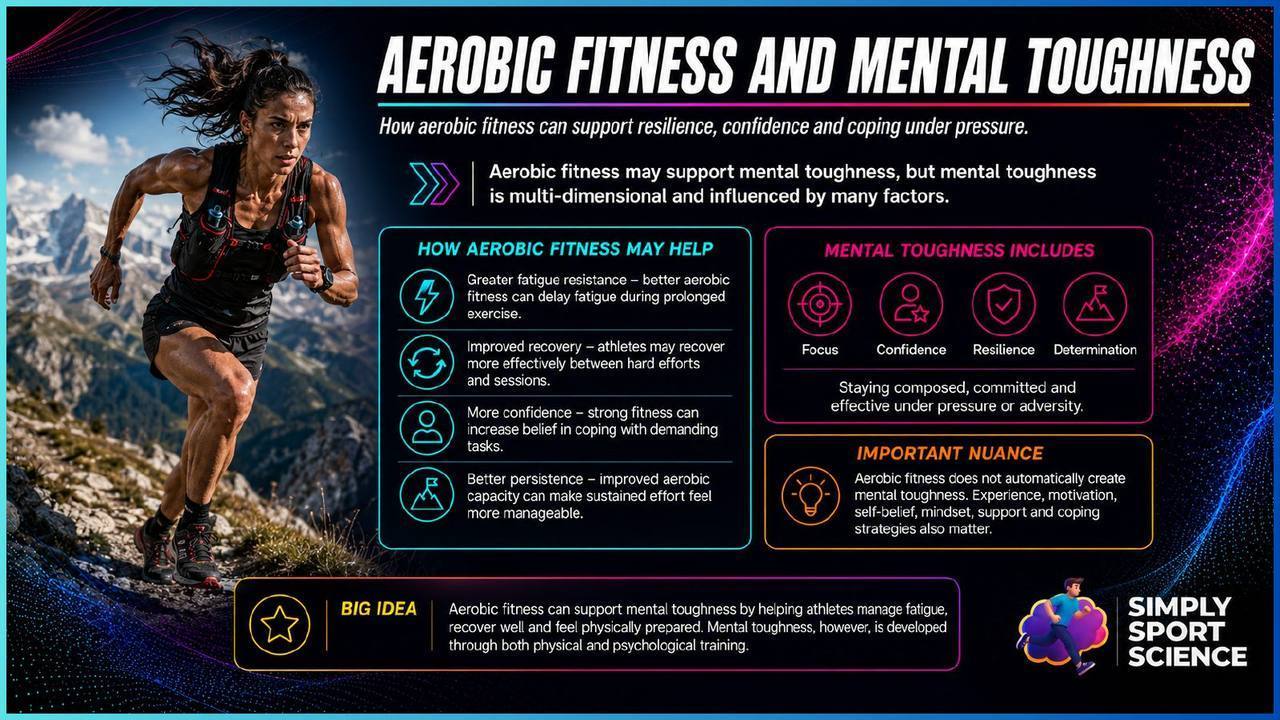 AEROBIC FITNESS AND MENTAL TOUGHNESS
How aerobic fitness can support resilience, confidence and coping under pressure.
Aerobic fitness may support mental toughness, but mental toughness
is multi-dimensional and influenced by many factors.
HOW AEROBIC FITNESS MAY HELP
Greater fatigue resistance – better aerobic
fitness can delay fatigue during prolonged
exercise.
Improved recovery – athletes may recover
more effectively between hard efforts
and sessions.
More confidence – strong fitness can
increase belief in coping with demanding
tasks.
Better persistence – improved aerobic
capacity can make sustained effort feel
more manageable.
MENTAL TOUGHNESS INCLUDES
Focus
Confidence
Resilience
Determination
Staying composed, committed and
effective under pressure or adversity.
IMPORTANT NUANCE
Aerobic fitness does not automatically create
mental toughness. Experience, motivation,
self-belief, mindset, support and coping
strategies also matter.
BIG IDEA
Aerobic fitness can support mental toughness by helping athletes manage fatigue,
recover well and feel physically prepared. Mental toughness, however, is developed
through both physical and psychological training.
SIMPLY
SPORT
SCIENCE